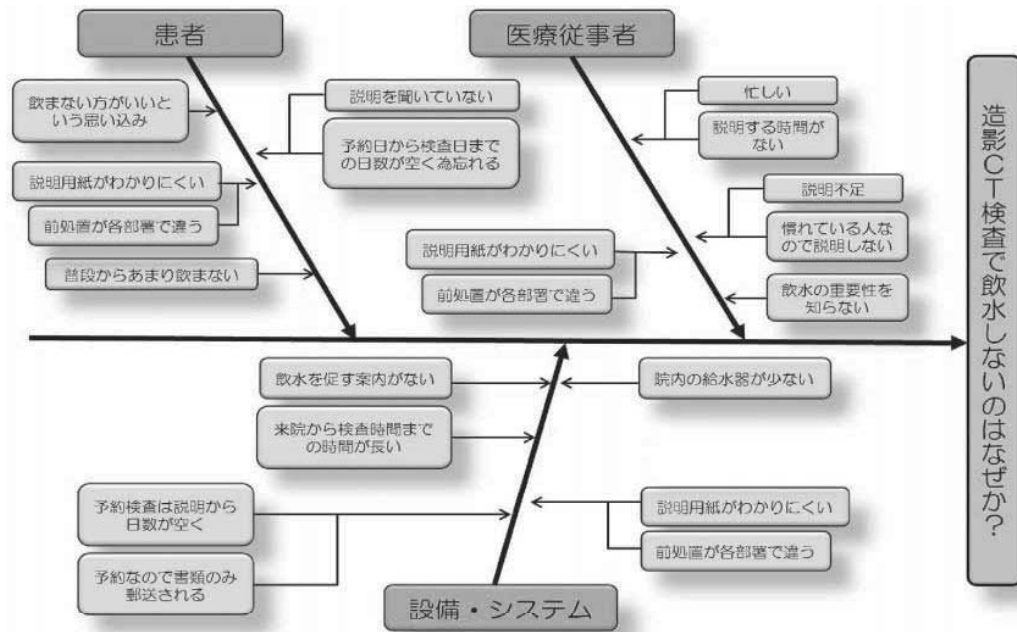 患者
医療従事者
飲まない方がいいと
いう思い込み
説明を聞いていない
予約日から検査日まで
の日数が空く為忘れる
説明用紙がわかりにくい
前処置が各部署で違う
普段からあまり飲まない
忙しい
説明する時間が
ない
説明不足
慣れている人な
ので説明しない
説明用紙がわかりにくい
前処置が各部署で違う
飲水の重要性を
知らない
造影CT検査で飲水しないのはなぜか?
飲水を促す案内がない
院内の給水器が少ない
来院から検査時間まで
の時間が長い
予約検査は説明から
日数が空く
予約なので書類のみ
郵送される
説明用紙がわかりにくい
前処置が各部署で違う
設備・システム